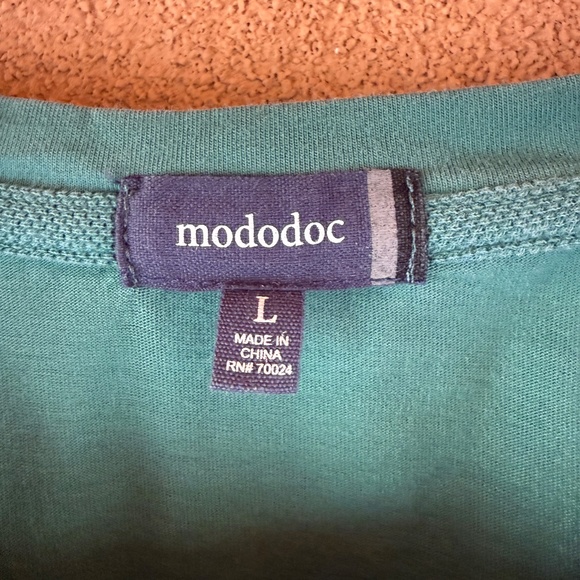 mododoc
L
MADE IN
CHINA
RN# 70024